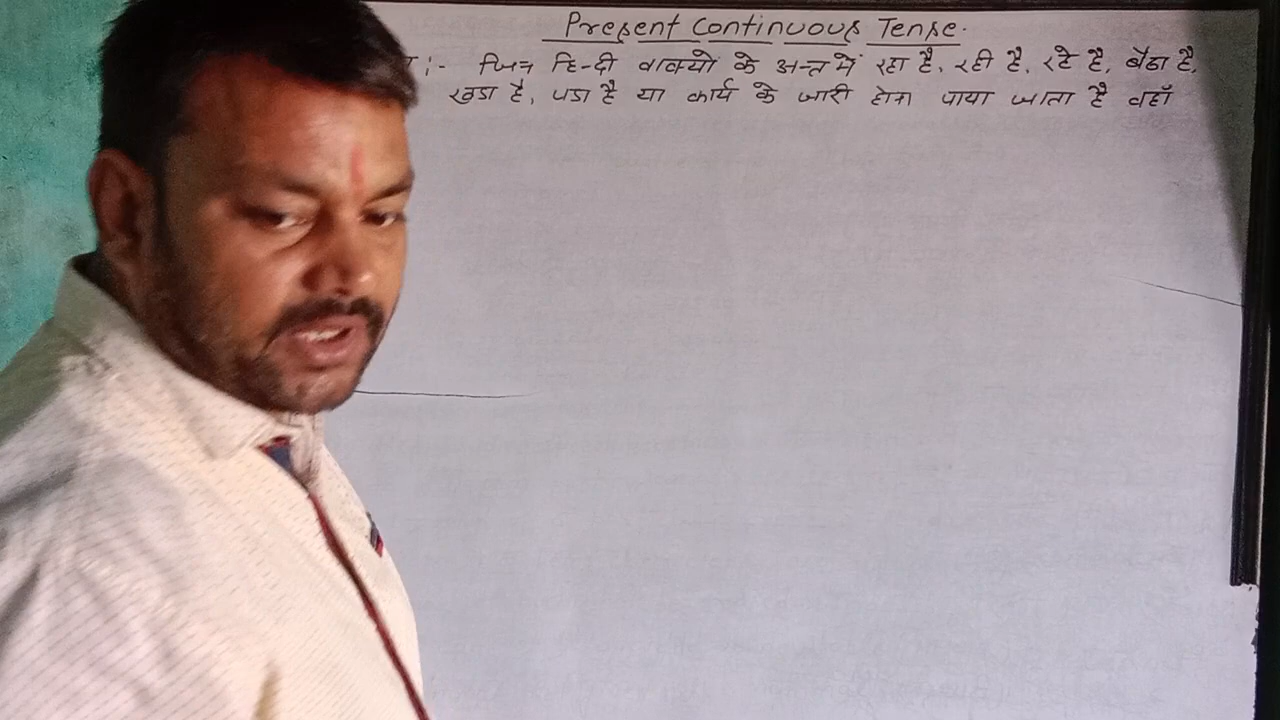 Present Continuous Tense.
:- जिन हिन्दी वाक्यो के अन्त में रहा है, रही है, रहे है, बैठा है,
खडा है, पडा है या कार्य के जारी होना पाया जाता है वहाँ